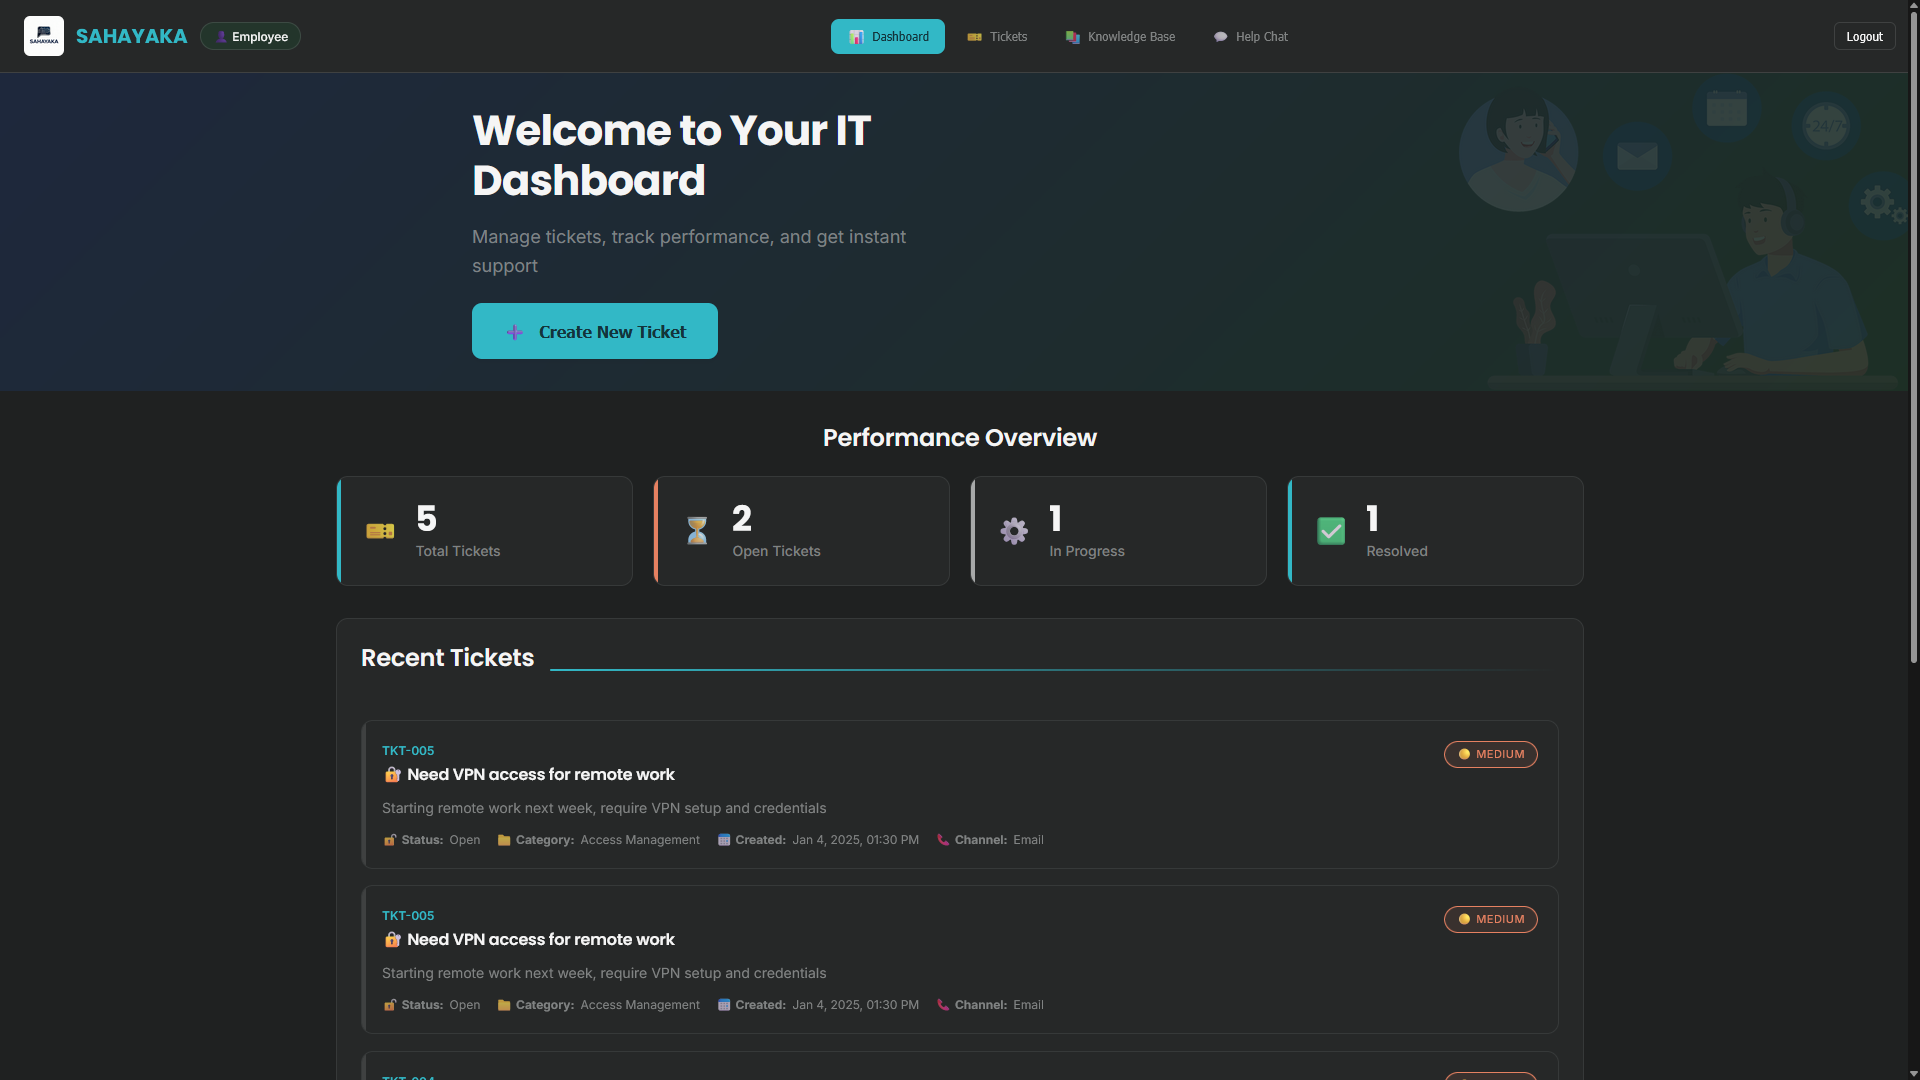 SAHAYAKA
SAHAYAKA
Employee
Dashboard
Tickets
Knowledge Base
Help Chat
Logout
Welcome to Your IT
Dashboard
Manage tickets, track performance, and get instant
support
Create New Ticket
24/7
Performance Overview
5
Total Tickets
2
Open Tickets
1
In Progress
1
Resolved
Recent Tickets
TKT-005
MEDIUM
Need VPN access for remote work
Starting remote work next week, require VPN setup and credentials
Status: Open Category: Access Management Created: Jan 4, 2025, 01:30 PM Channel: Email
TKT-005
MEDIUM
Need VPN access for remote work
Starting remote work next week, require VPN setup and credentials
Status: Open Category: Access Management Created: Jan 4, 2025, 01:30 PM Channel: Email